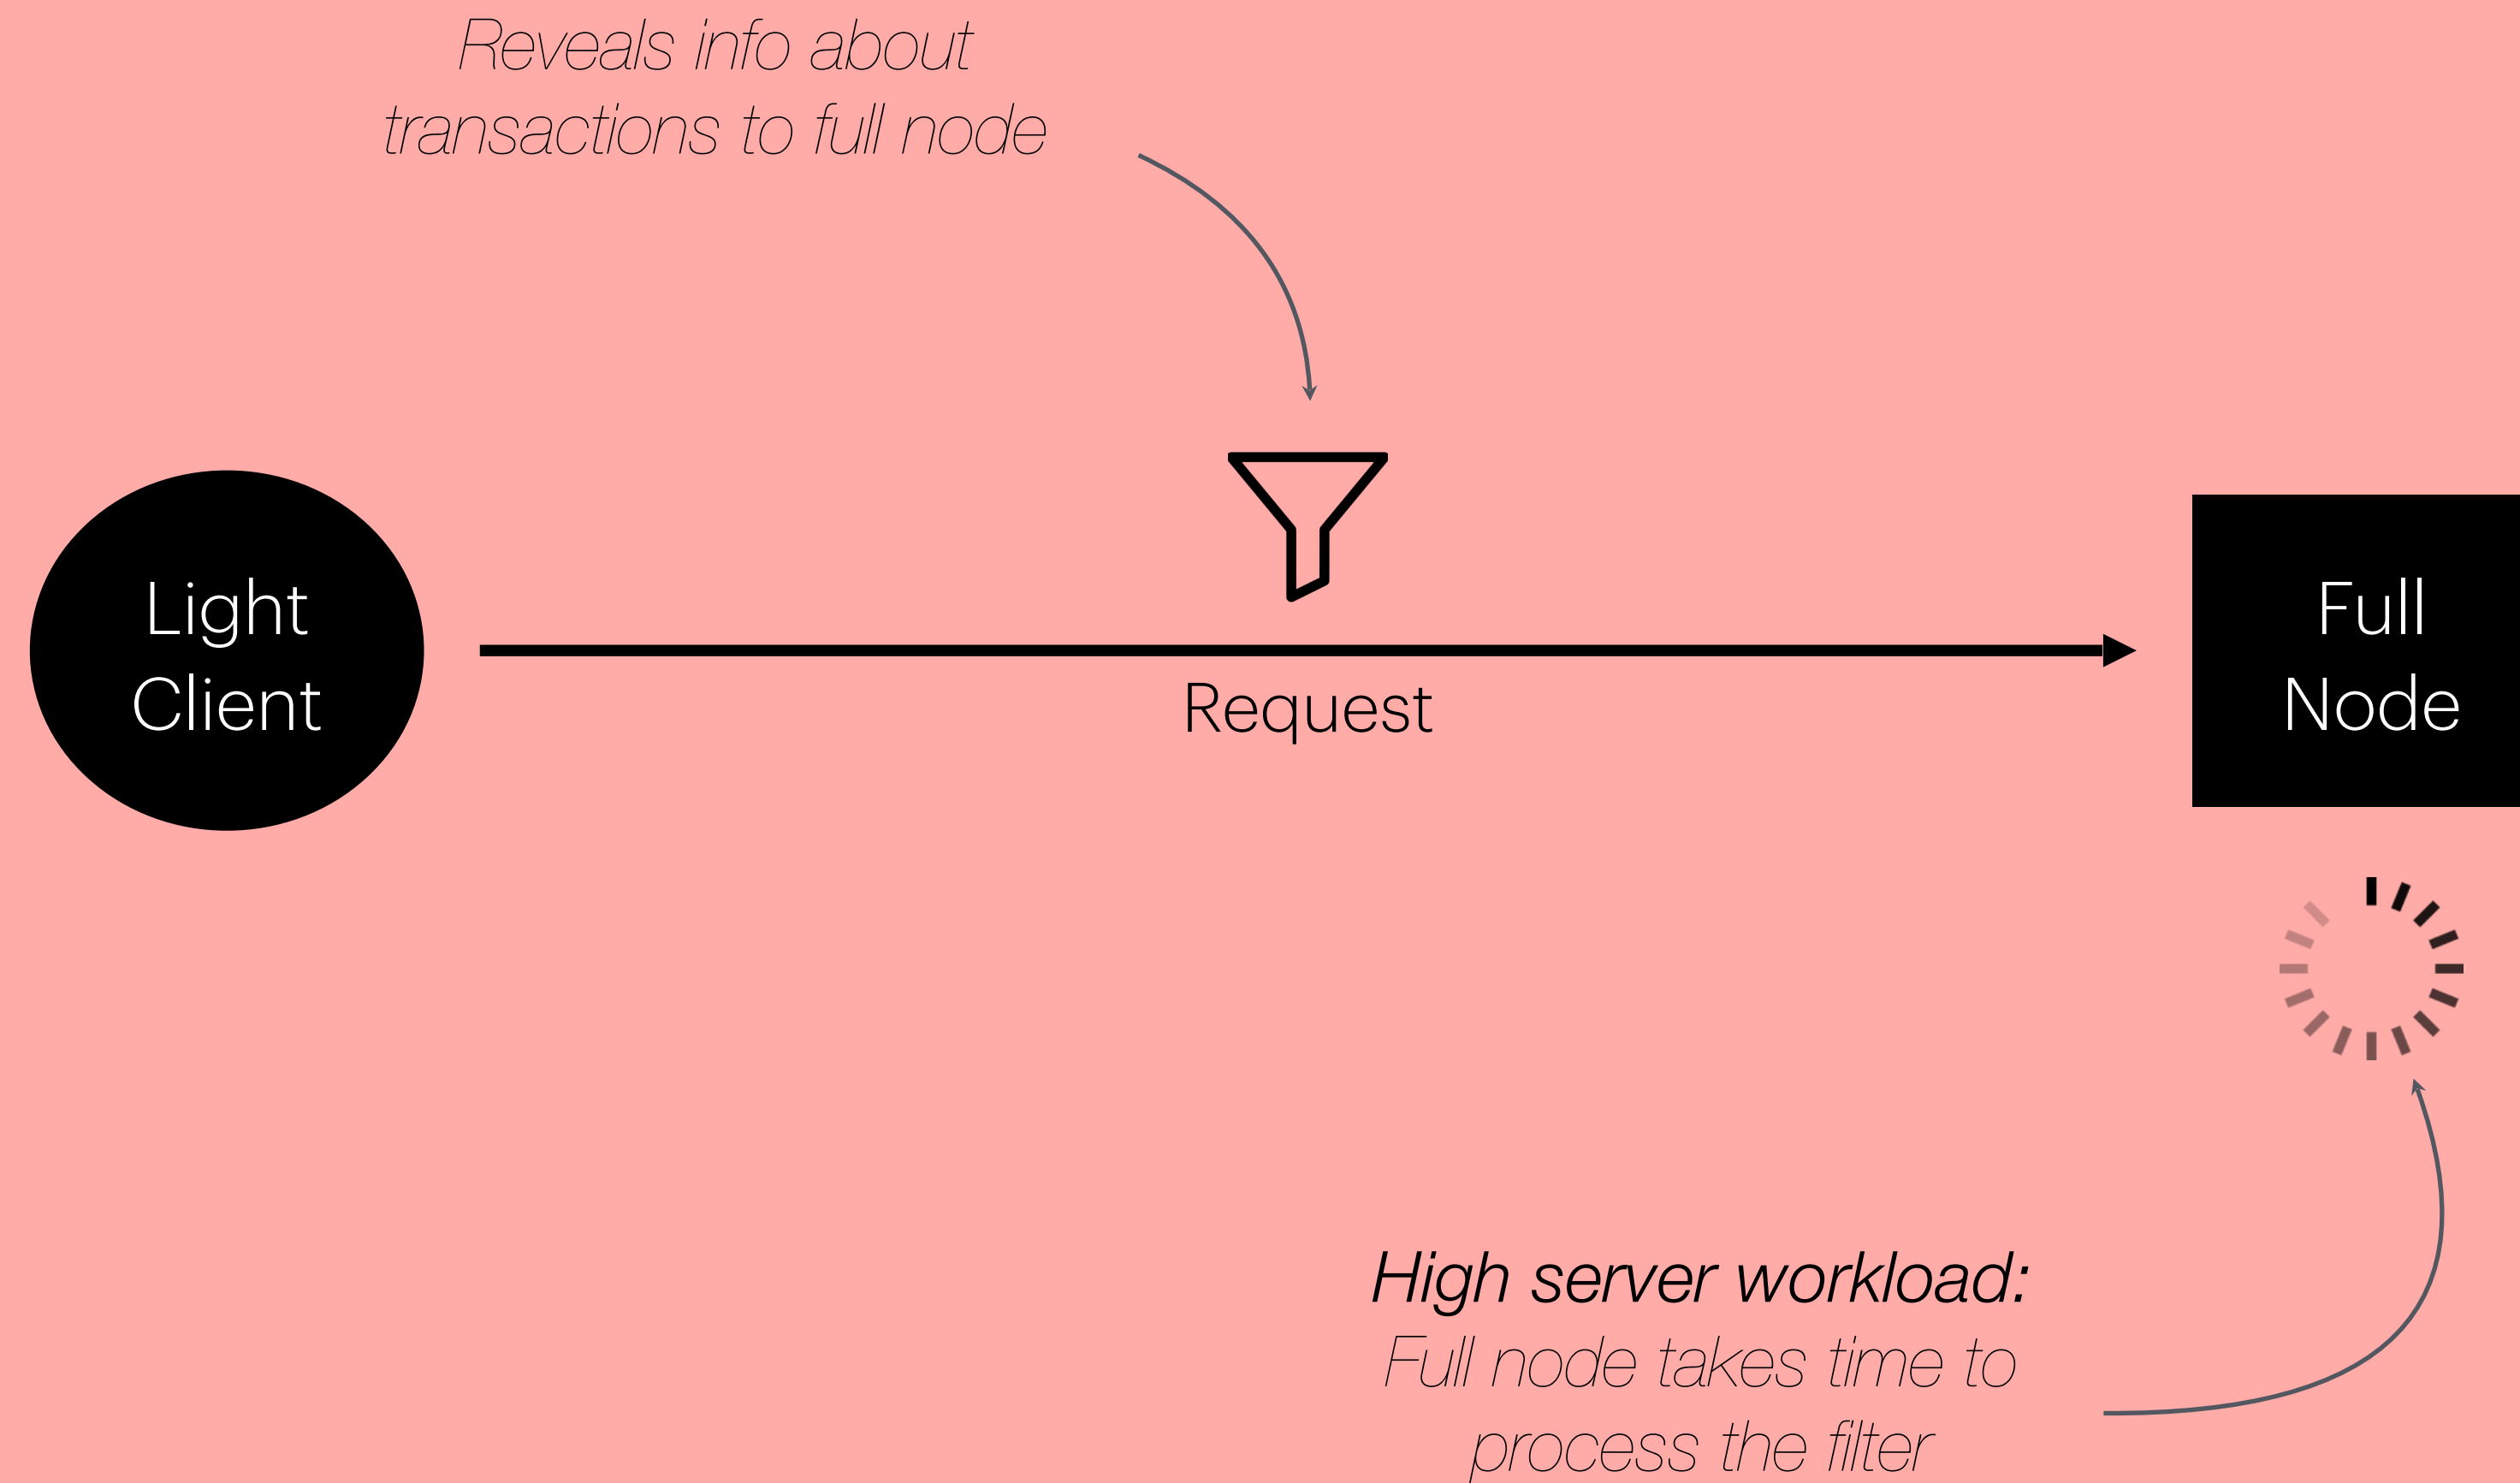 Reveals info about
transactions to full node
Light
Client
Request
Full
Node
High server workload:
Full node takes time to
process the filter